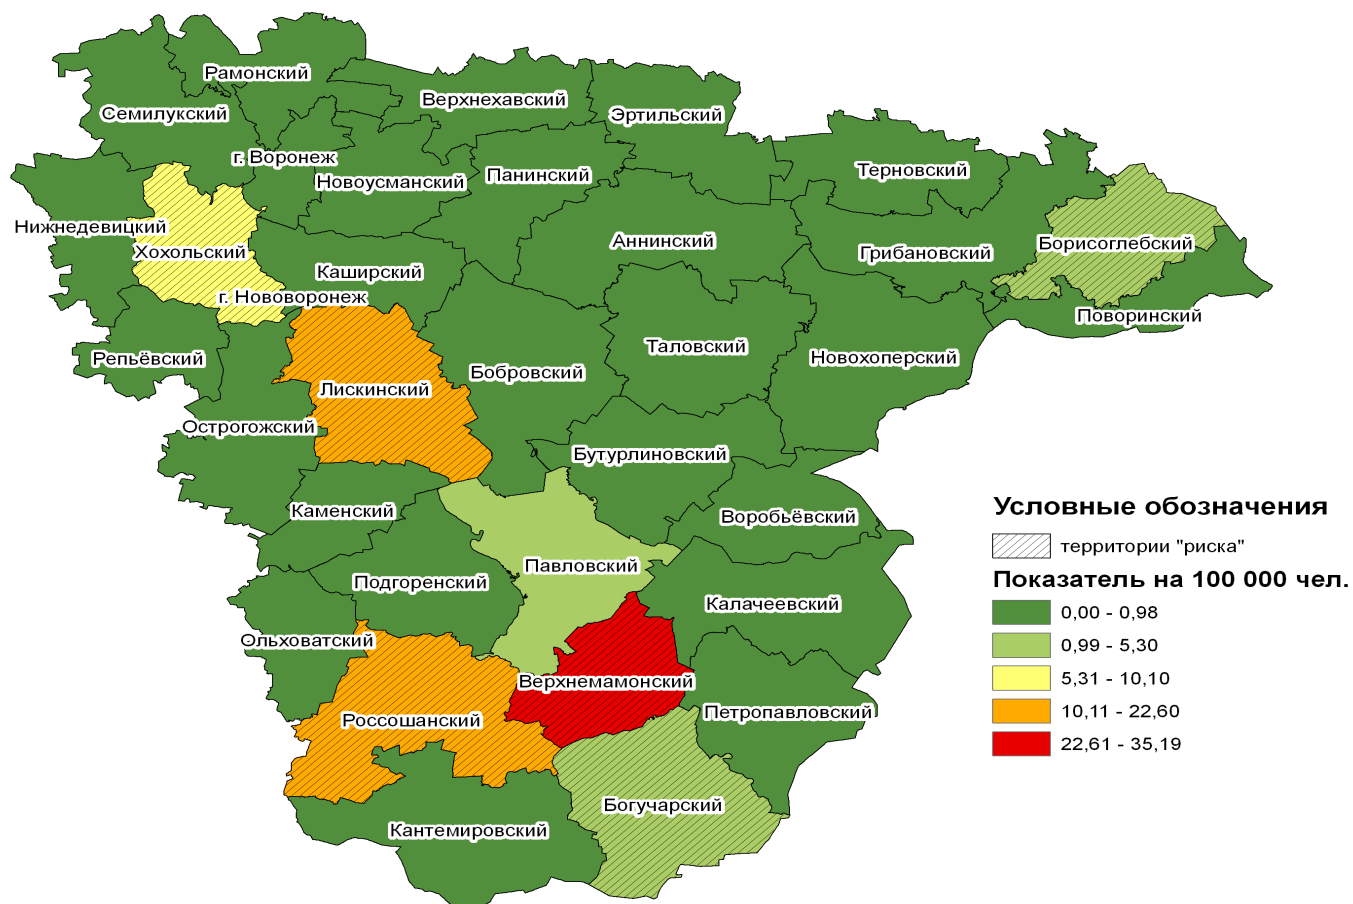 Рамонский
Семилукский
Верхнехавский
Эртильский
г. Воронеж
Новоусманский
Панинский
Терновский
Нижнедевицкий
Хохольский
Каширский
Аннинский
Грибановский
Борисоглебский
г. Нововоронеж
Поворинский
Репьёвский
Лискинский
Бобровский
Таловский
Новохоперский
Острогожский
Бутурлиновский
Каменский
Воробьёвский
Подгоренский
Павловский
Калачеевский
Ольховатский
Верхнемамонский
Россошанский
Петропавловский
Богучарский
Кантемировский
Условные обозначения
территории "риска"
Показатель на 100 000 чел.
0,00 - 0,98
0,99 - 5,30
5,31 - 10,10
10,11 - 22,60
22,61 - 35,19